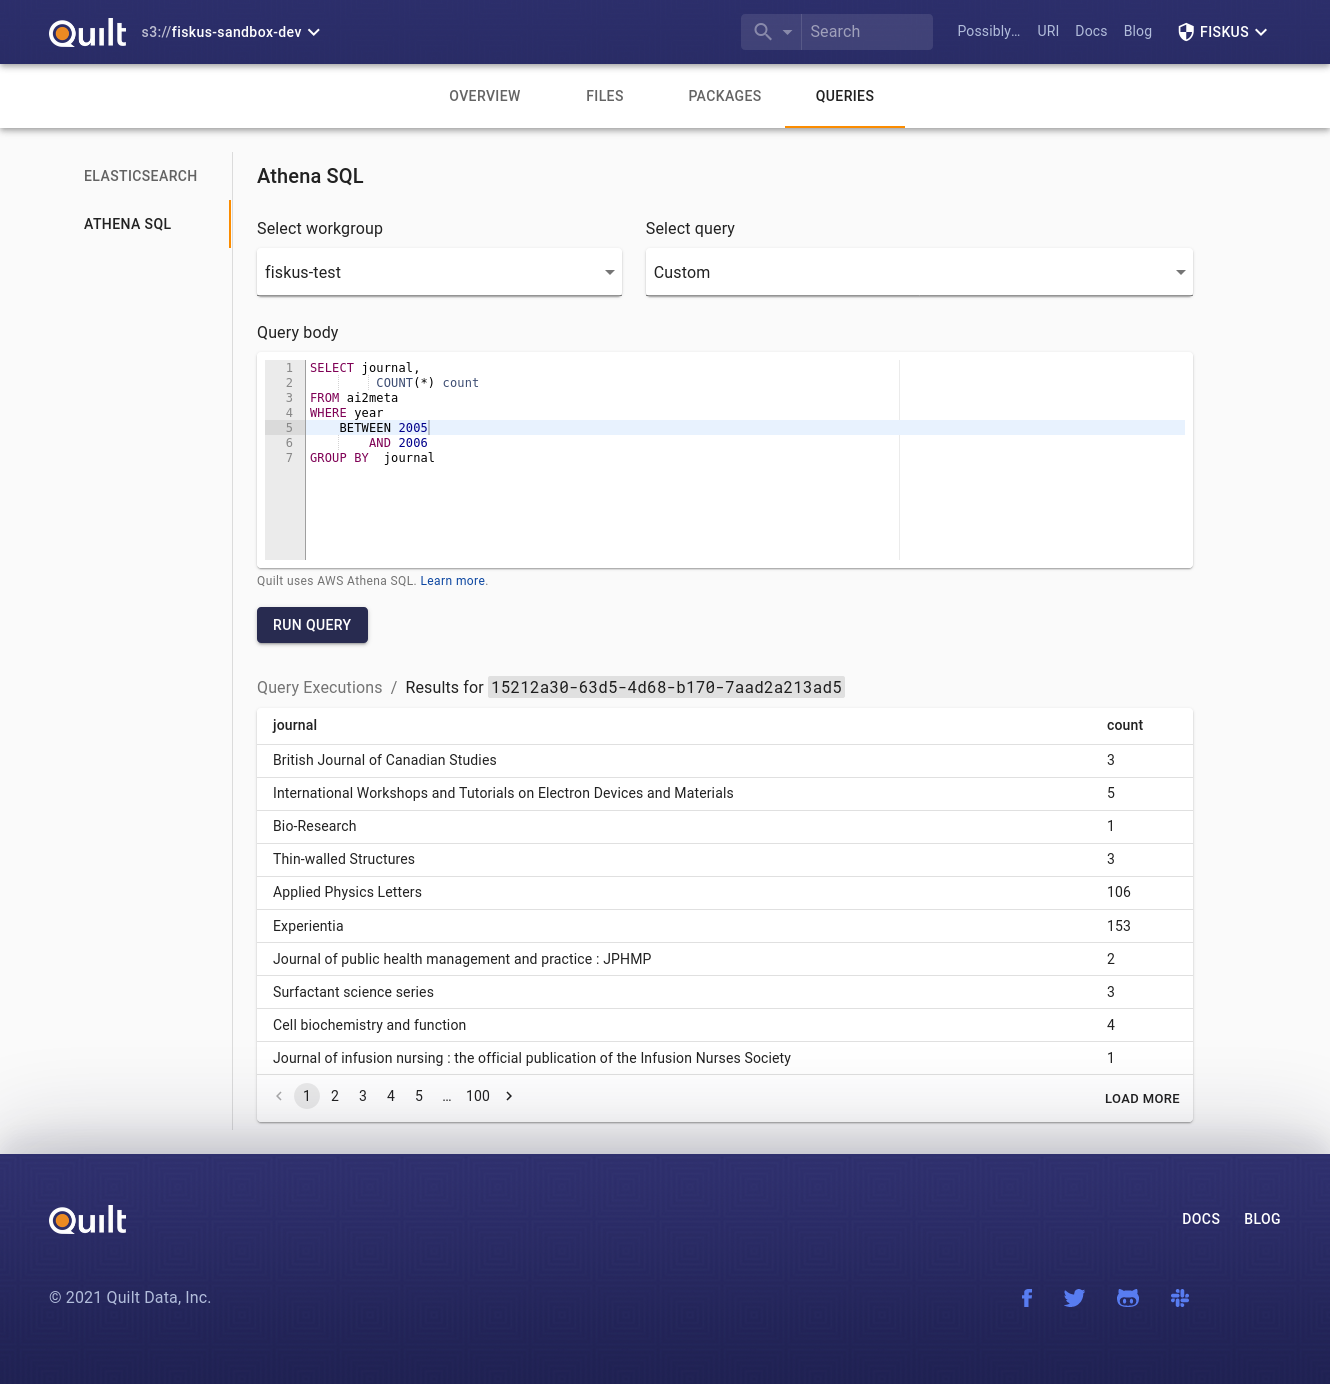 Quilt s3://fiskus-sandbox-dev Search Possibly... URI Docs Blog FISKUS
OVERVIEW FILES PACKAGES QUERIES
ELASTICSEARCH
ATHENA SQL
Athena SQL
Select workgroup Select query
fiskus-test Custom
Query body
1 SELECT journal,
2 COUNT(*) count
3 FROM ai2meta
4 WHERE year
5 BETWEEN 2005
6 AND 2006
7 GROUP BY journal
Quilt uses AWS Athena SQL. Learn more.
RUN QUERY
Query Executions / Results for 15212a30-63d5-4d68-b170-7aad2a213ad5
journal count
British Journal of Canadian Studies 3
International Workshops and Tutorials on Electron Devices and Materials 5
Bio-Research 1
Thin-walled Structures 3
Applied Physics Letters 106
Experientia 153
Journal of public health management and practice : JPHMP 2
Surfactant science series 3
Cell biochemistry and function 4
Journal of infusion nursing : the official publication of the Infusion Nurses Society 1
1 2 3 4 5 ... 100 LOAD MORE
Quilt DOCS BLOG
© 2021 Quilt Data, Inc.